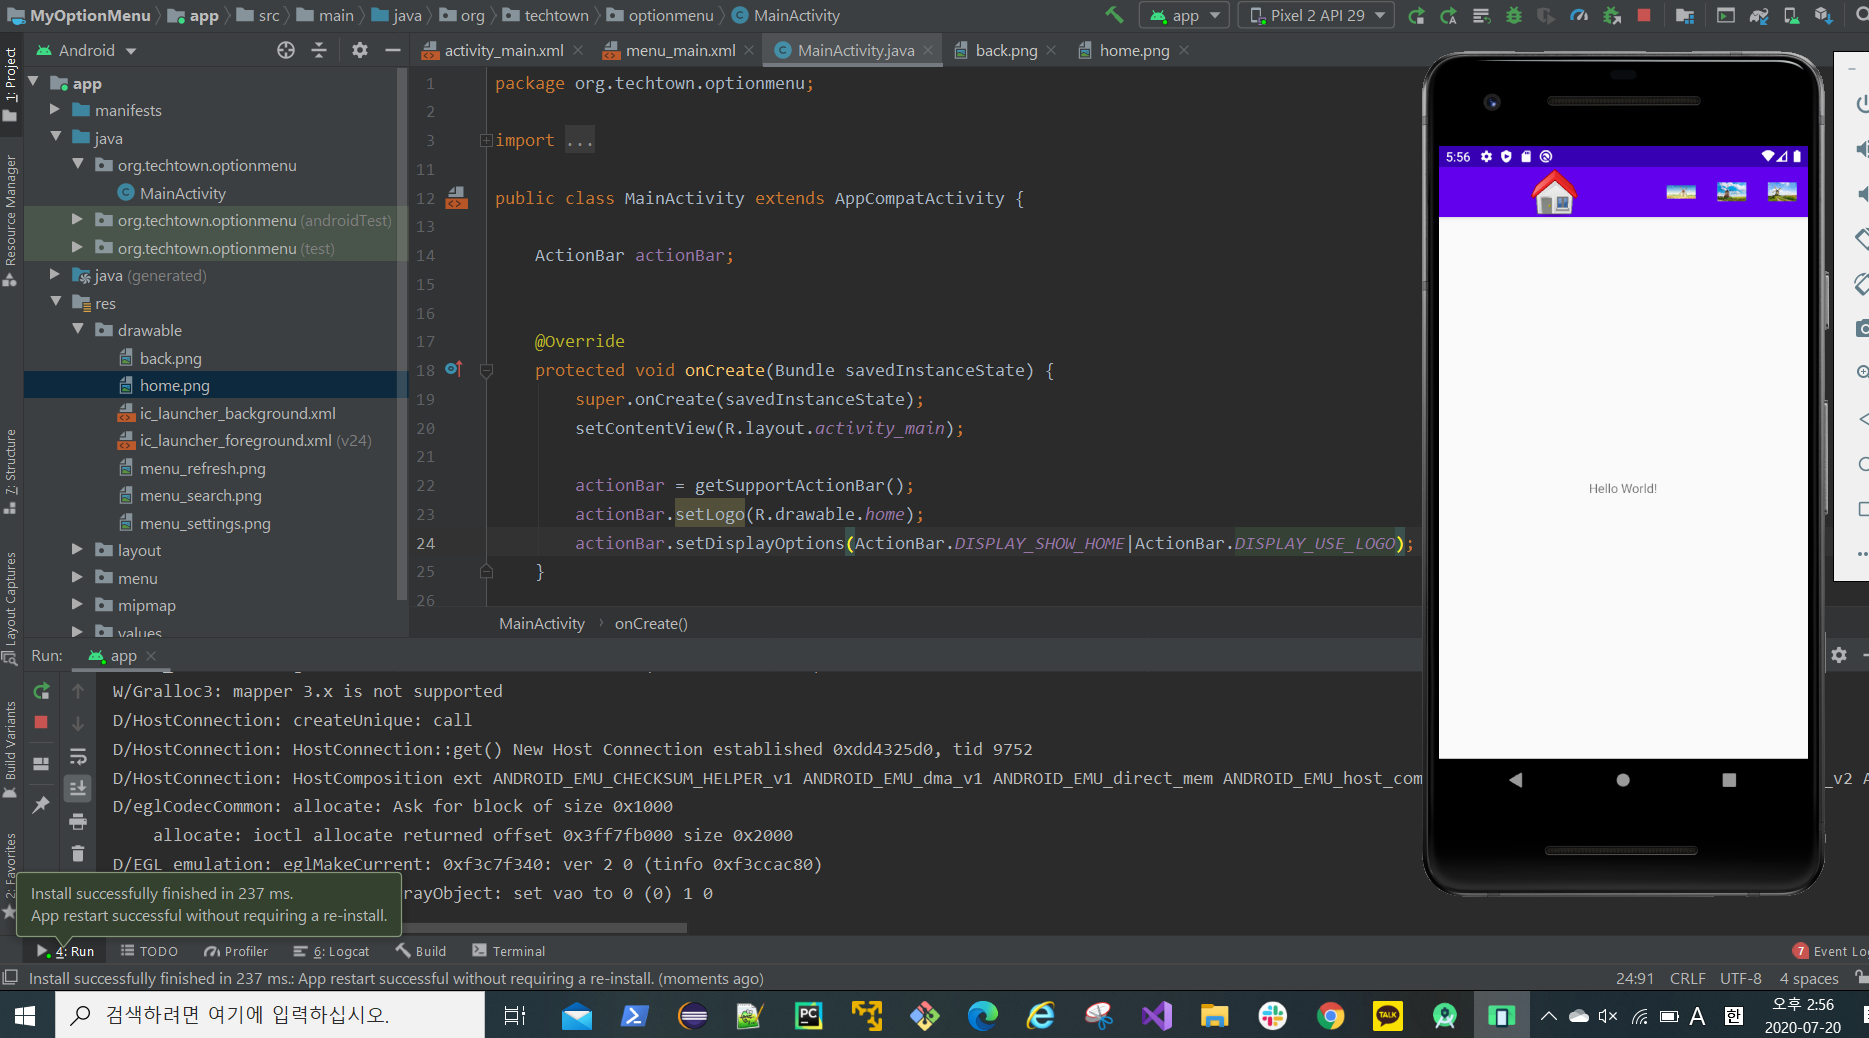 MyOptionMenu app src main java org techtown optionmenu MainActivity app Pixel 2 API 29
Android activity_main.xml menu_main.xml MainActivity.java back.png home.png
1: Project
Resource Manager
7: Structure
Layout Captures
Build Variants
2: Favorites
app
manifests
java
org.techtown.optionmenu
MainActivity
org.techtown.optionmenu (androidTest)
org.techtown.optionmenu (test)
java (generated)
res
drawable
back.png
home.png
ic_launcher_background.xml
ic_launcher_foreground.xml (v24)
menu_refresh.png
menu_search.png
menu_settings.png
layout
menu
mipmap
values
1 package org.techtown.optionmenu;
2
3 import ...
11
12 public class MainActivity extends AppCompatActivity {
13
14 ActionBar actionBar;
15
16
17 @Override
18 protected void onCreate(Bundle savedInstanceState) {
19 super.onCreate(savedInstanceState);
20 setContentView(R.layout.activity_main);
21
22 actionBar = getSupportActionBar();
23 actionBar.setLogo(R.drawable.home);
24 actionBar.setDisplayOptions(ActionBar.DISPLAY_SHOW_HOME|ActionBar.DISPLAY_USE_LOGO);
25 }
26
MainActivity onCreate()
5:56
Hello World!
Run: app
W/Gralloc3: mapper 3.x is not supported
D/HostConnection: createUnique: call
D/HostConnection: HostConnection::get() New Host Connection established 0xdd4325d0, tid 9752
D/HostConnection: HostComposition ext ANDROID_EMU_CHECKSUM_HELPER_v1 ANDROID_EMU_dma_v1 ANDROID_EMU_direct_mem ANDROID_EMU_host_com _v2 A
D/eglCodecCommon: allocate: Ask for block of size 0x1000
allocate: ioctl allocate returned offset 0x3ff7fb000 size 0x2000
D/EGL_emulation: eglMakeCurrent: 0xf3c7f340: ver 2 0 (tinfo 0xf3ccac80)
rayObject: set vao to 0 (0) 1 0
Install successfully finished in 237 ms.
App restart successful without requiring a re-install.
4: Run TODO Profiler 6: Logcat Build Terminal 7 Event Lo
Install successfully finished in 237 ms.: App restart successful without requiring a re-install. (moments ago) 24:91 CRLF UTF-8 4 spaces
검색하려면 여기에 입력하십시오. PC TALK A 한 오후 2:56
2020-07-20